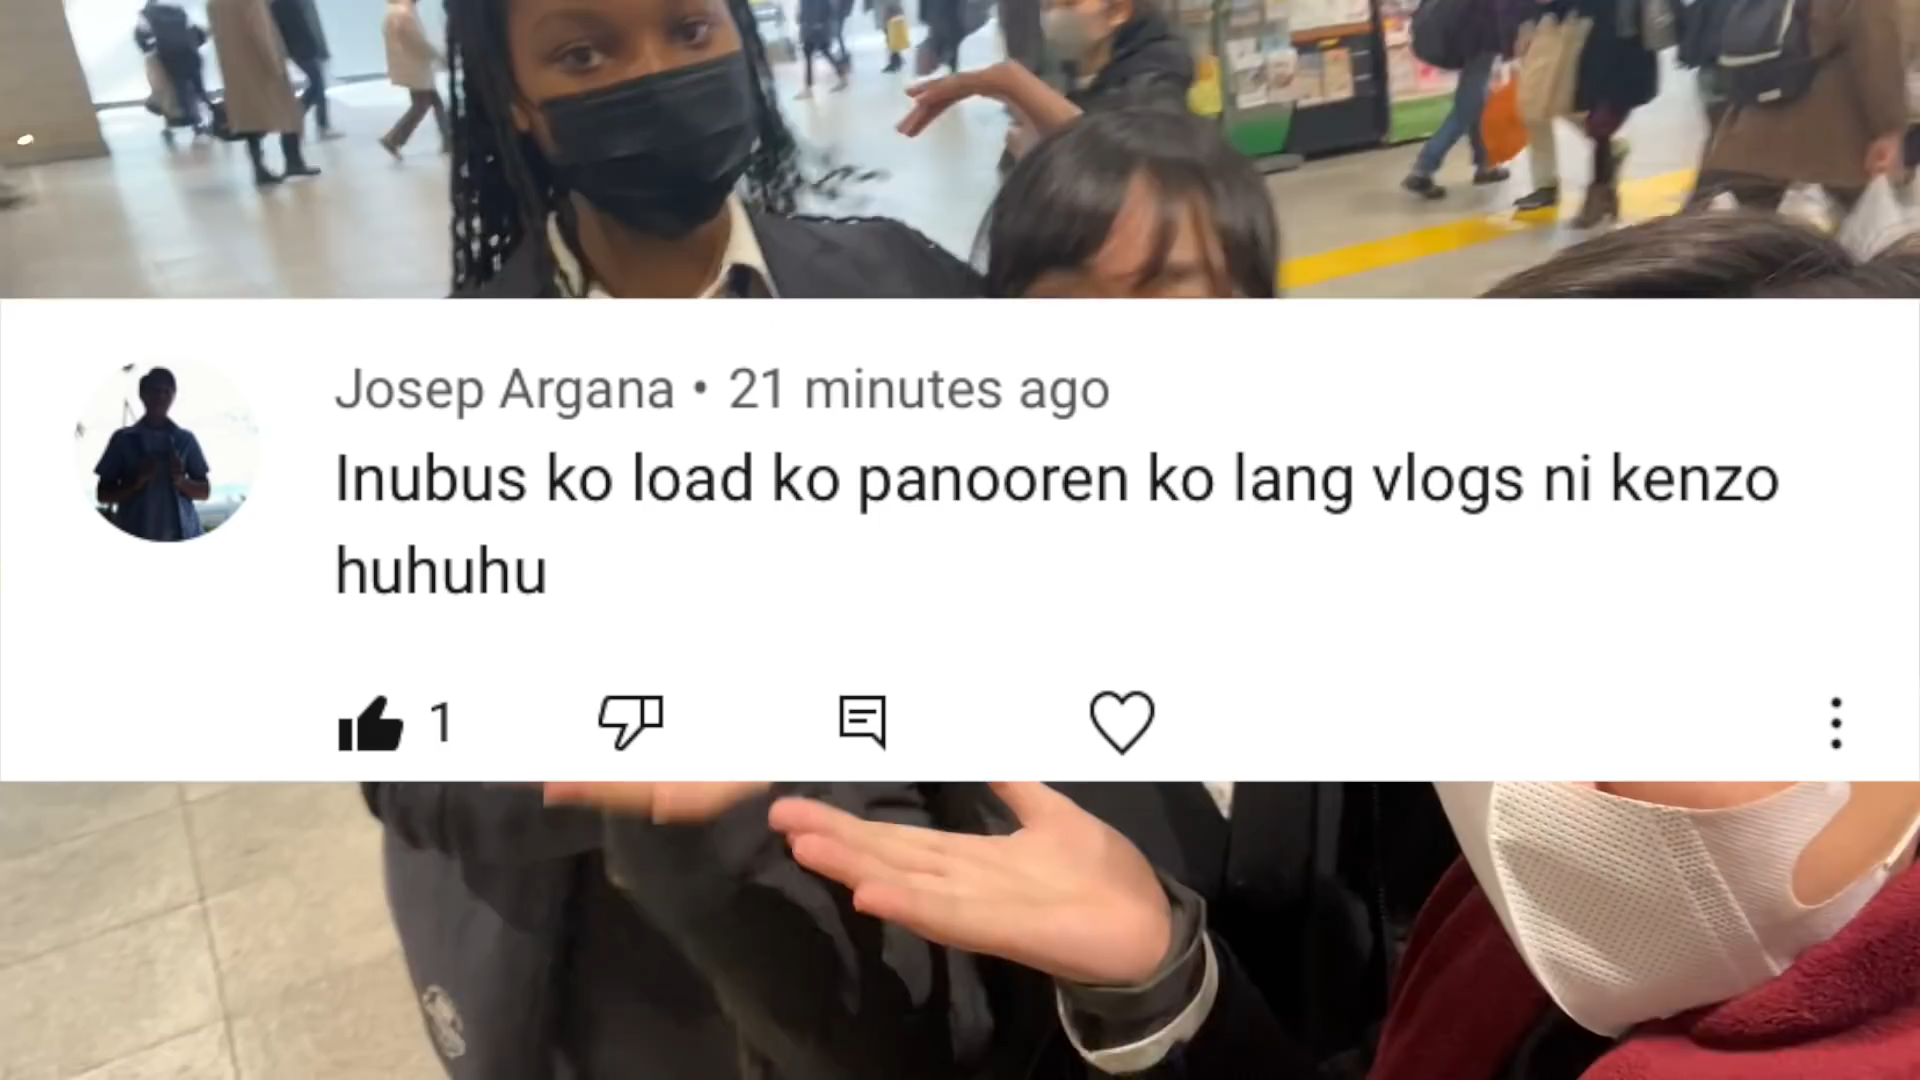 Josep Argana • 21 minutes ago
Inubus ko load ko panooren ko lang vlogs ni kenzo
huhuhu
1